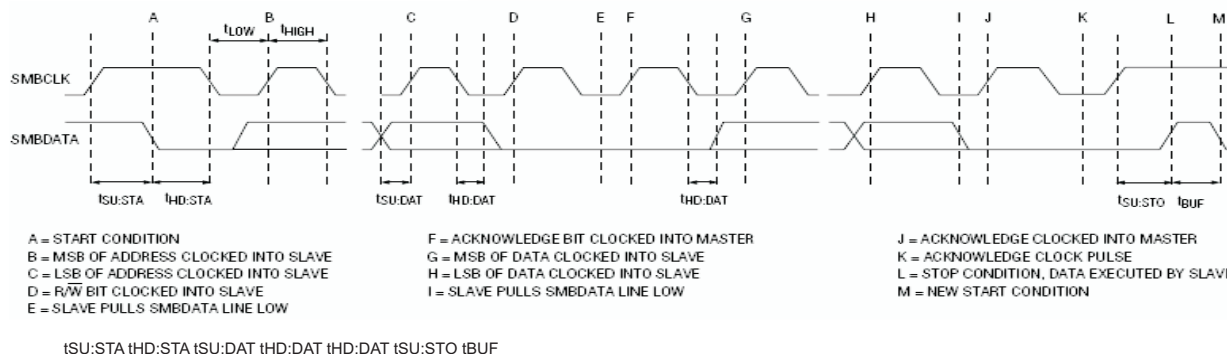 A B C D E F G H I J K L M
tLOW tHIGH
SMBCLK
SMBDATA
tSU:STA tHD:STA tSU:DAT tHD:DAT tHD:DAT tSU:STO tBUF
A = START CONDITION
B = MSB OF ADDRESS CLOCKED INTO SLAVE
C = LSB OF ADDRESS CLOCKED INTO SLAVE
D = R/W̅ BIT CLOCKED INTO SLAVE
E = SLAVE PULLS SMBDATA LINE LOW
F = ACKNOWLEDGE BIT CLOCKED INTO MASTER
G = MSB OF DATA CLOCKED INTO SLAVE
H = LSB OF DATA CLOCKED INTO SLAVE
I = SLAVE PULLS SMBDATA LINE LOW
J = ACKNOWLEDGE CLOCKED INTO MASTER
K = ACKNOWLEDGE CLOCK PULSE
L = STOP CONDITION, DATA EXECUTED BY SLAVE
M = NEW START CONDITION
tSU:STA tHD:STA tSU:DAT tHD:DAT tHD:DAT tSU:STO tBUF